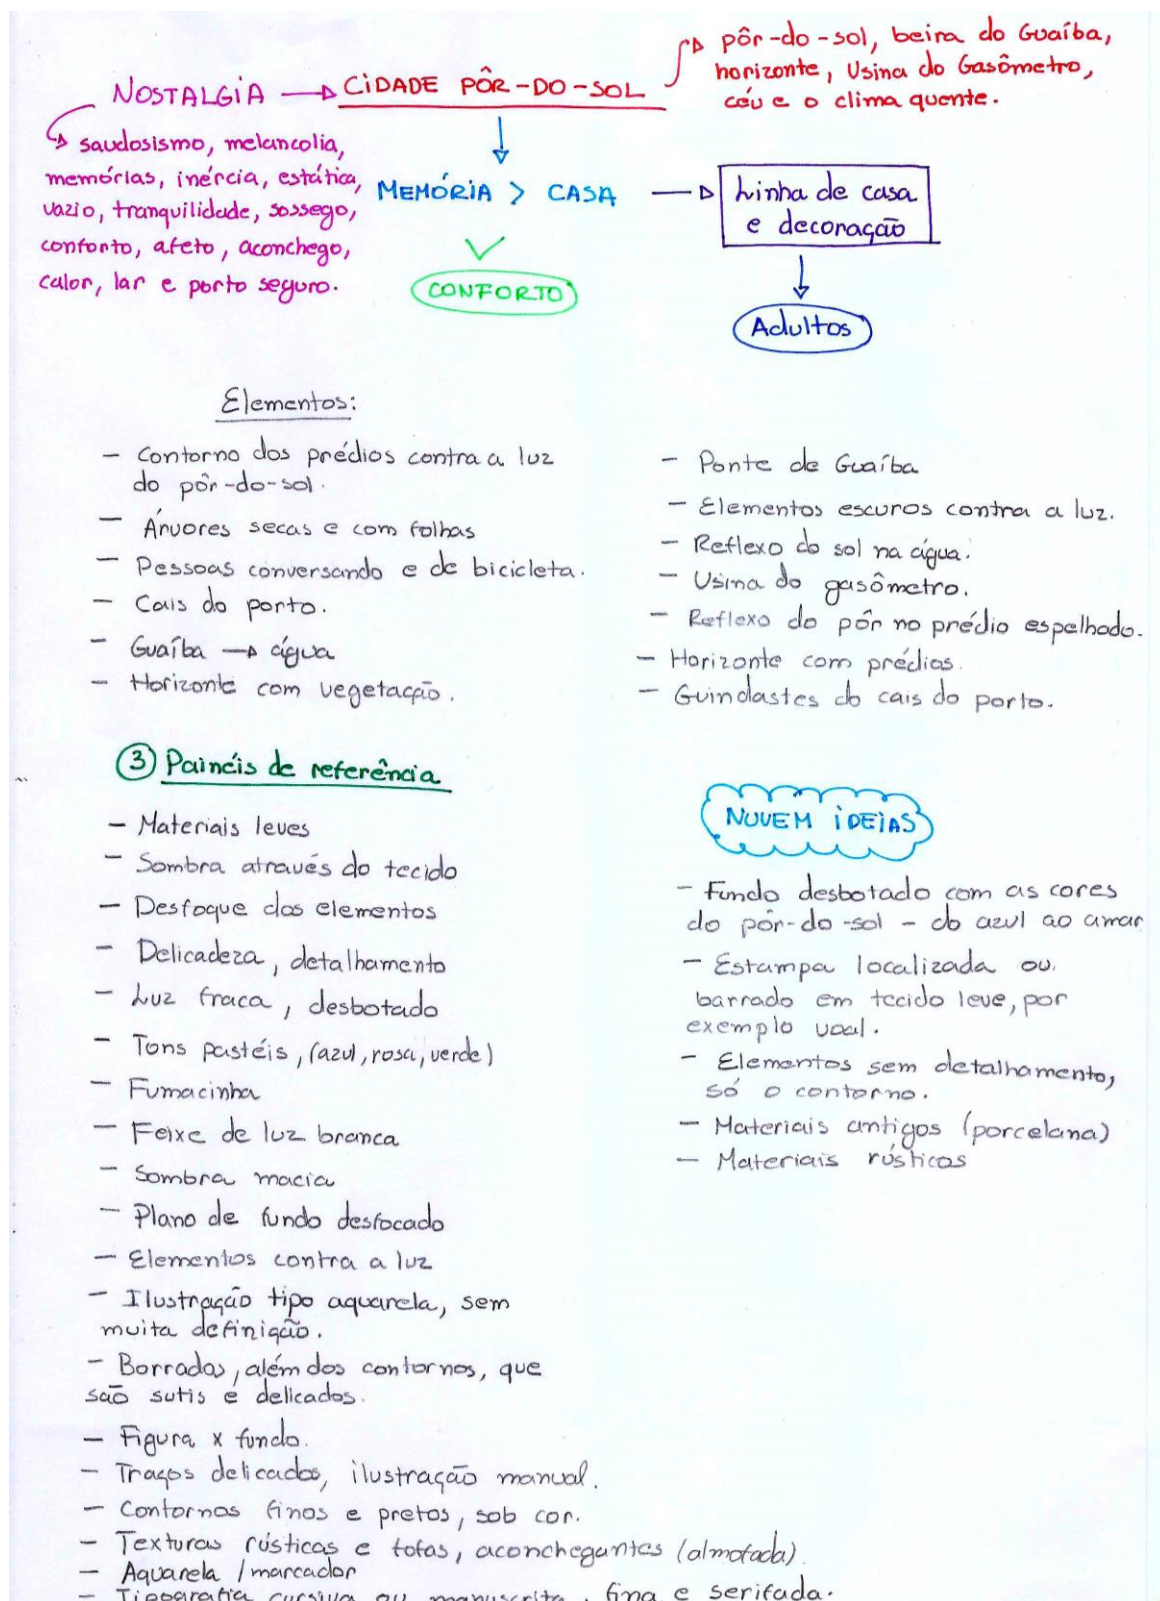 NOSTALGIA → CIDADE PÔR-DO-SOL
→ pôr-do-sol, beira do Guaíba,
horizonte, Usina do Gasômetro,
céu e o clima quente.
→ saudosismo, melancolia,
memórias, inércia, estática,
vazio, tranquilidade, sossego,
conforto, afeto, aconchego,
calor, lar e porto seguro.
MEMÓRIA > CASA →
Linha de casa
e decoração
CONFORTO
Adultos
Elementos:
- Contorno dos prédios contra a luz
do pôr-do-sol.
- Árvores secas e com folhas
- Pessoas conversando e de bicicleta.
- Cais do porto.
- Guaíba → água
- Horizonte com vegetação.
- Ponte de Guaíba
- Elementos escuros contra a luz.
- Reflexo do sol na água.
- Usina do gasômetro.
- Reflexo do pôr no prédio espelhado.
- Horizonte com prédios.
- Guindastes do cais do porto.
3 Painéis de referência
- Materiais leves
- Sombra através do tecido
- Desfoque dos elementos
- Delicadeza, detalhamento
- Luz fraca, desbotado
- Tons pastéis, (azul, rosa, verde)
- Fumacinha
- Feixe de luz branca
- Sombra macia
- Plano de fundo desfocado
- Elementos contra a luz
- Ilustração tipo aquarela, sem
muita definição.
- Borrados, além dos contornos, que
são sutis e delicados.
- Figura x fundo.
- Traços delicados, ilustração manual.
- Contornos finos e pretos, sob cor.
- Texturas rústicas e fofas, aconchegantes (almofada).
- Aquarela / marcador
- Tipografia cursiva ou manuscrita, fina e serifada.
NUVEM IDEIAS
- Fundo desbotado com as cores
do pôr-do-sol - do azul ao amar
- Estampa localizada ou
barrado em tecido leve, por
exemplo voal.
- Elementos sem detalhamento,
só o contorno.
- Materiais antigos (porcelana)
- Materiais rústicos